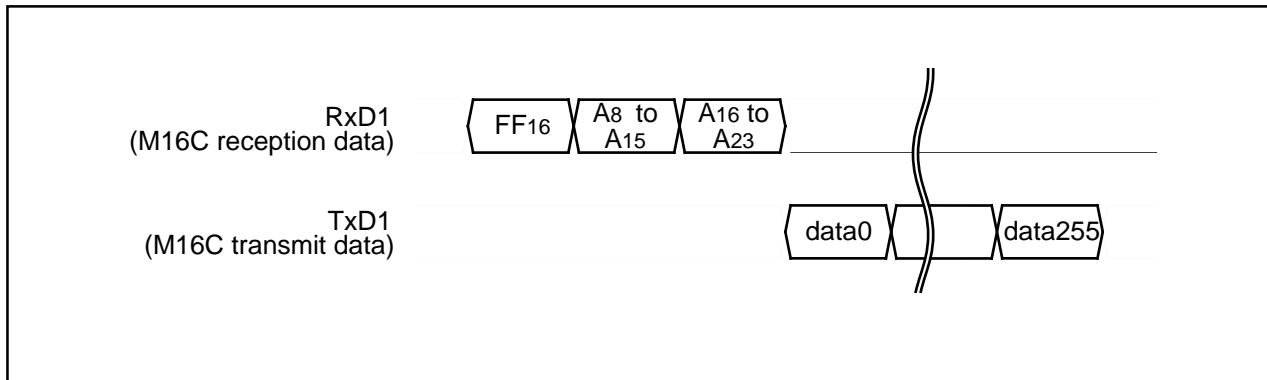 RxD1
(M16C reception data)
FF16
A8 to
A15
A16 to
A23
TxD1
(M16C transmit data)
data0
data255